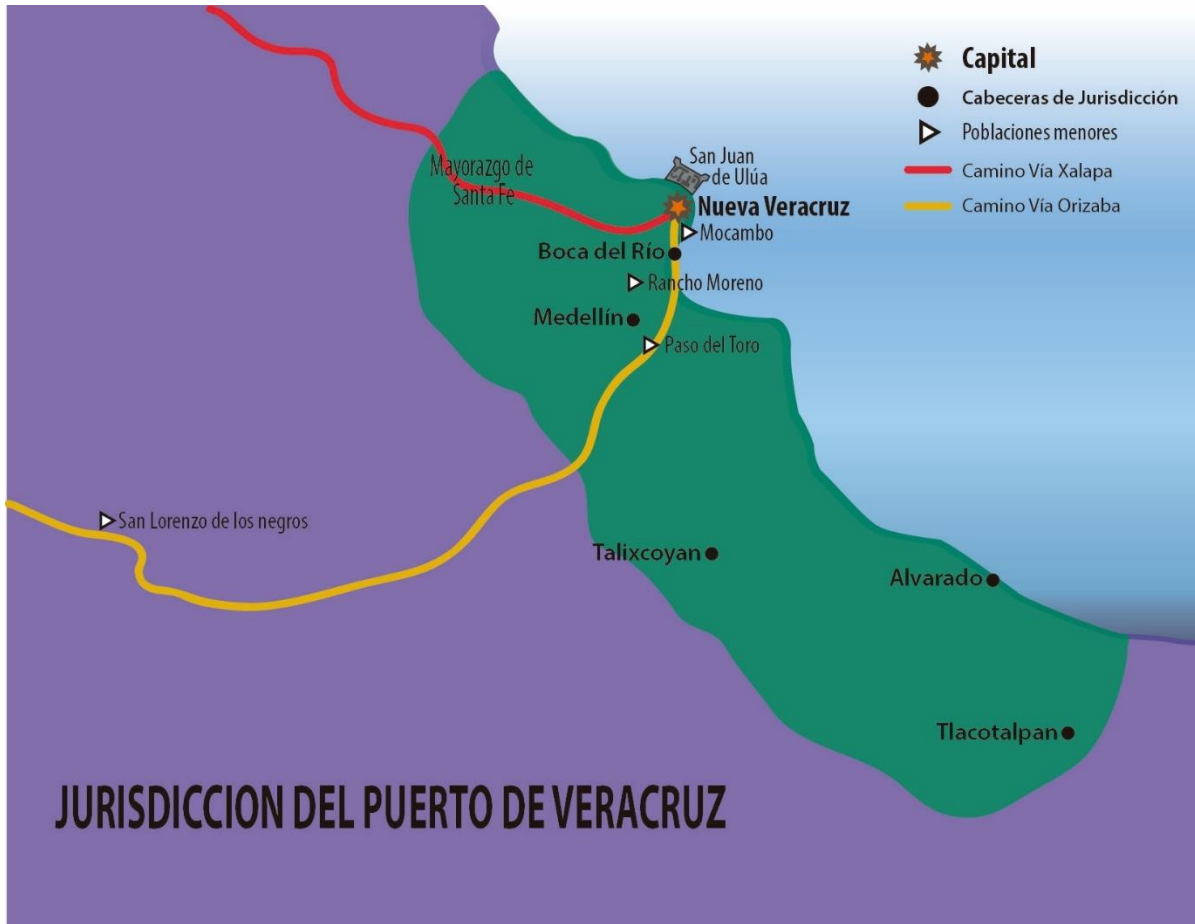 Capital
Cabeceras de Jurisdicción
Poblaciones menores
Camino Vía Xalapa
Camino Vía Orizaba
Mayorazgo de
Santa Fe
San Juan
de Ulúa
Nueva Veracruz
Mocambo
Boca del Río
Rancho Moreno
Medellín
Paso del Toro
San Lorenzo de los negros
Talixcoyan
Alvarado
Tlacotalpan
JURISDICCION DEL PUERTO DE VERACRUZ